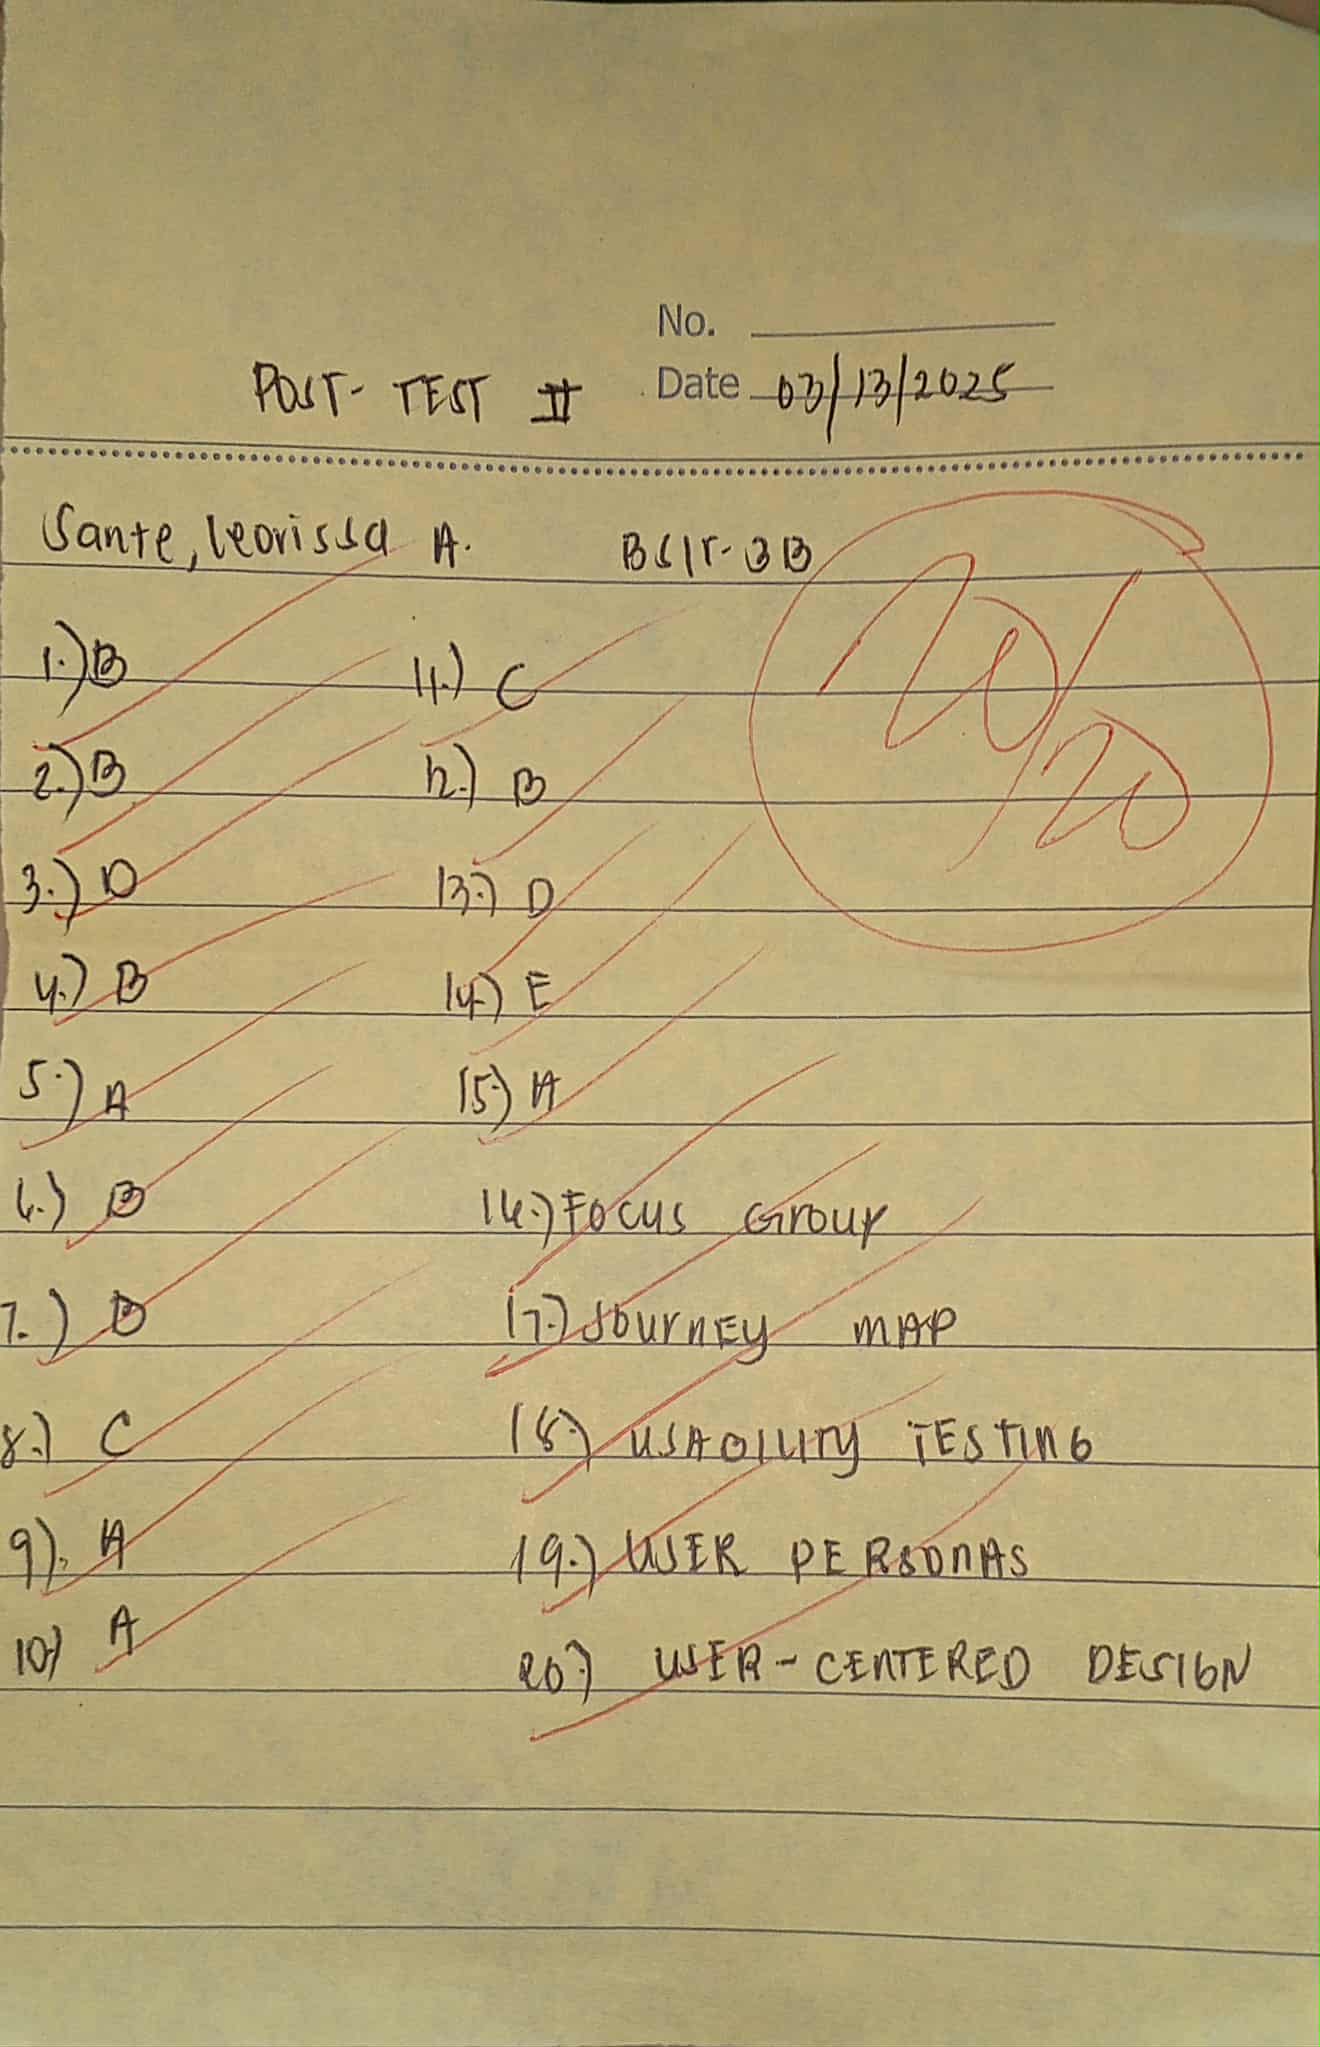 No.
POST-TEST II Date 03/13/2025
Sante, Leorissa A. BSIT-3B
20/20
1.) B
2.) B
3.) D
4.) B
5.) A
6.) B
7.) B
8.) C
9). A
10) A
11.) C
12.) B
13.) D
14.) E
15.) A
16.) FOCUS GROUP
17.) JOURNEY MAP
18.) USABILITY TESTING
19.) USER PERSONAS
20.) USER-CENTERED DESIGN